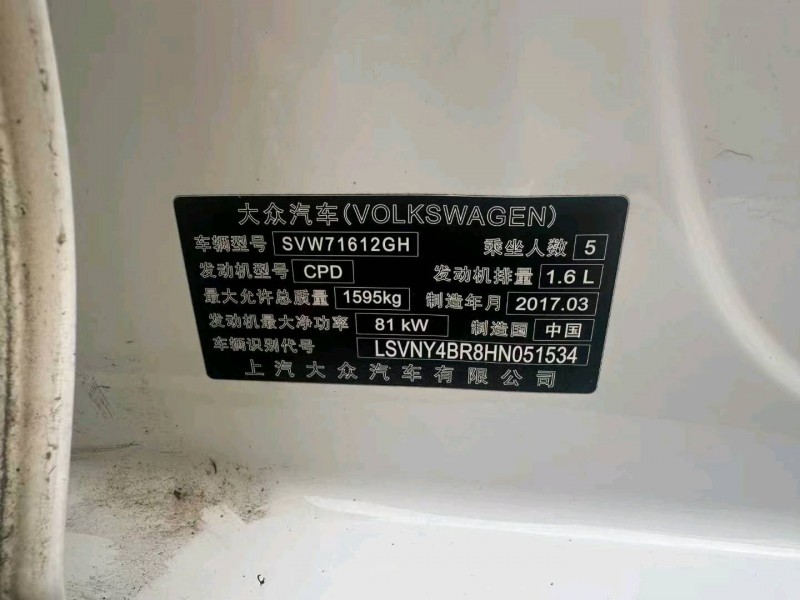 大众汽车(VOLKSWAGEN)
车辆型号 SVW71612GH 乘坐人数 5
发动机型号 CPD 发动机排量 1.6 L
最大允许总质量 1595kg 制造年月 2017.03
发动机最大净功率 81 kW 制造国 中国
车辆识别代号 LSVNY4BR8HN051534
上汽大众汽车有限公司